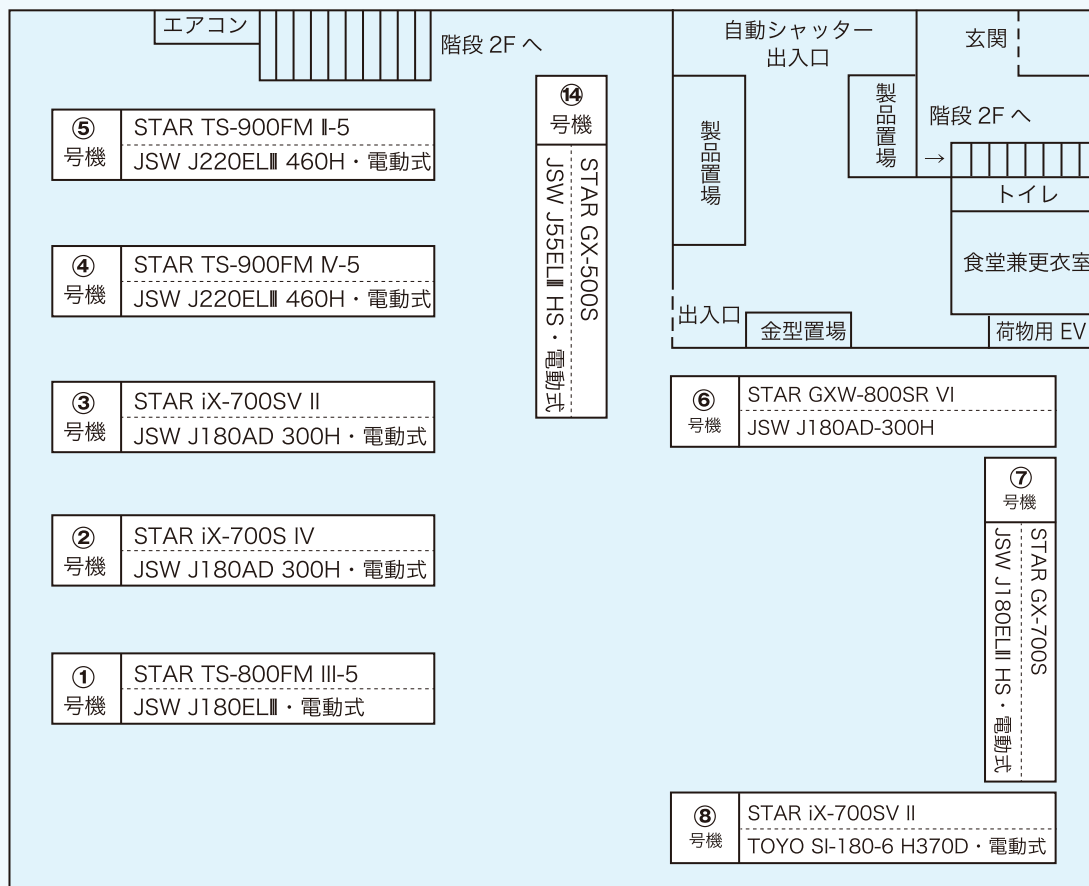 エアコン
階段 2F へ
自動シャッター
出入口
玄関
製品置場
製品置場
階段 2F へ
→
トイレ
食堂兼更衣室
出入口
金型置場
荷物用 EV
⑤
号機
STAR TS-900FM Ⅱ-5
JSW J220ELⅢ 460H・電動式
⑭
号機
STAR GX-500S
JSW J55ELⅢ HS・電動式
④
号機
STAR TS-900FM Ⅳ-5
JSW J220ELⅢ 460H・電動式
③
号機
STAR iX-700SV II
JSW J180AD 300H・電動式
⑥
号機
STAR GXW-800SR VI
JSW J180AD-300H
⑦
号機
STAR GX-700S
JSW J180ELIII HS・電動式
②
号機
STAR iX-700S IV
JSW J180AD 300H・電動式
①
号機
STAR TS-800FM III-5
JSW J180ELⅢ・電動式
⑧
号機
STAR iX-700SV II
TOYO SI-180-6 H370D・電動式